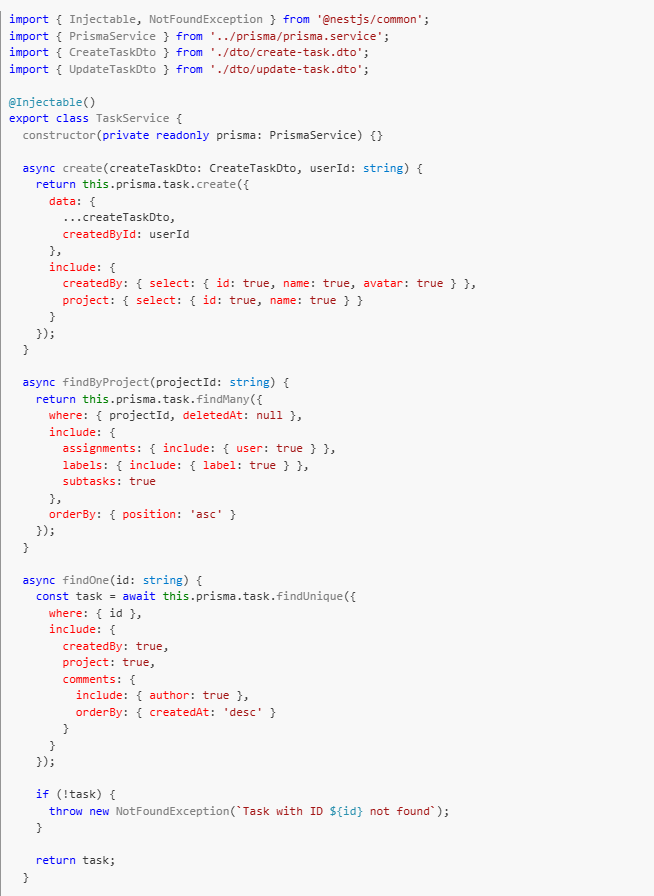 import { Injectable, NotFoundException } from '@nestjs/common';
import { PrismaService } from '../prisma/prisma.service';
import { CreateTaskDto } from './dto/create-task.dto';
import { UpdateTaskDto } from './dto/update-task.dto';

@Injectable()
export class TaskService {
  constructor(private readonly prisma: PrismaService) {}

  async create(createTaskDto: CreateTaskDto, userId: string) {
    return this.prisma.task.create({
      data: {
        ...createTaskDto,
        createdById: userId
      },
      include: {
        createdBy: { select: { id: true, name: true, avatar: true } },
        project: { select: { id: true, name: true } }
      }
    });
  }

  async findByProject(projectId: string) {
    return this.prisma.task.findMany({
      where: { projectId, deletedAt: null },
      include: {
        assignments: { include: { user: true } },
        labels: { include: { label: true } },
        subtasks: true
      },
      orderBy: { position: 'asc' }
    });
  }

  async findOne(id: string) {
    const task = await this.prisma.task.findUnique({
      where: { id },
      include: {
        createdBy: true,
        project: true,
        comments: {
          include: { author: true },
          orderBy: { createdAt: 'desc' }
        }
      }
    });

    if (!task) {
      throw new NotFoundException(`Task with ID ${id} not found`);
    }

    return task;
  }